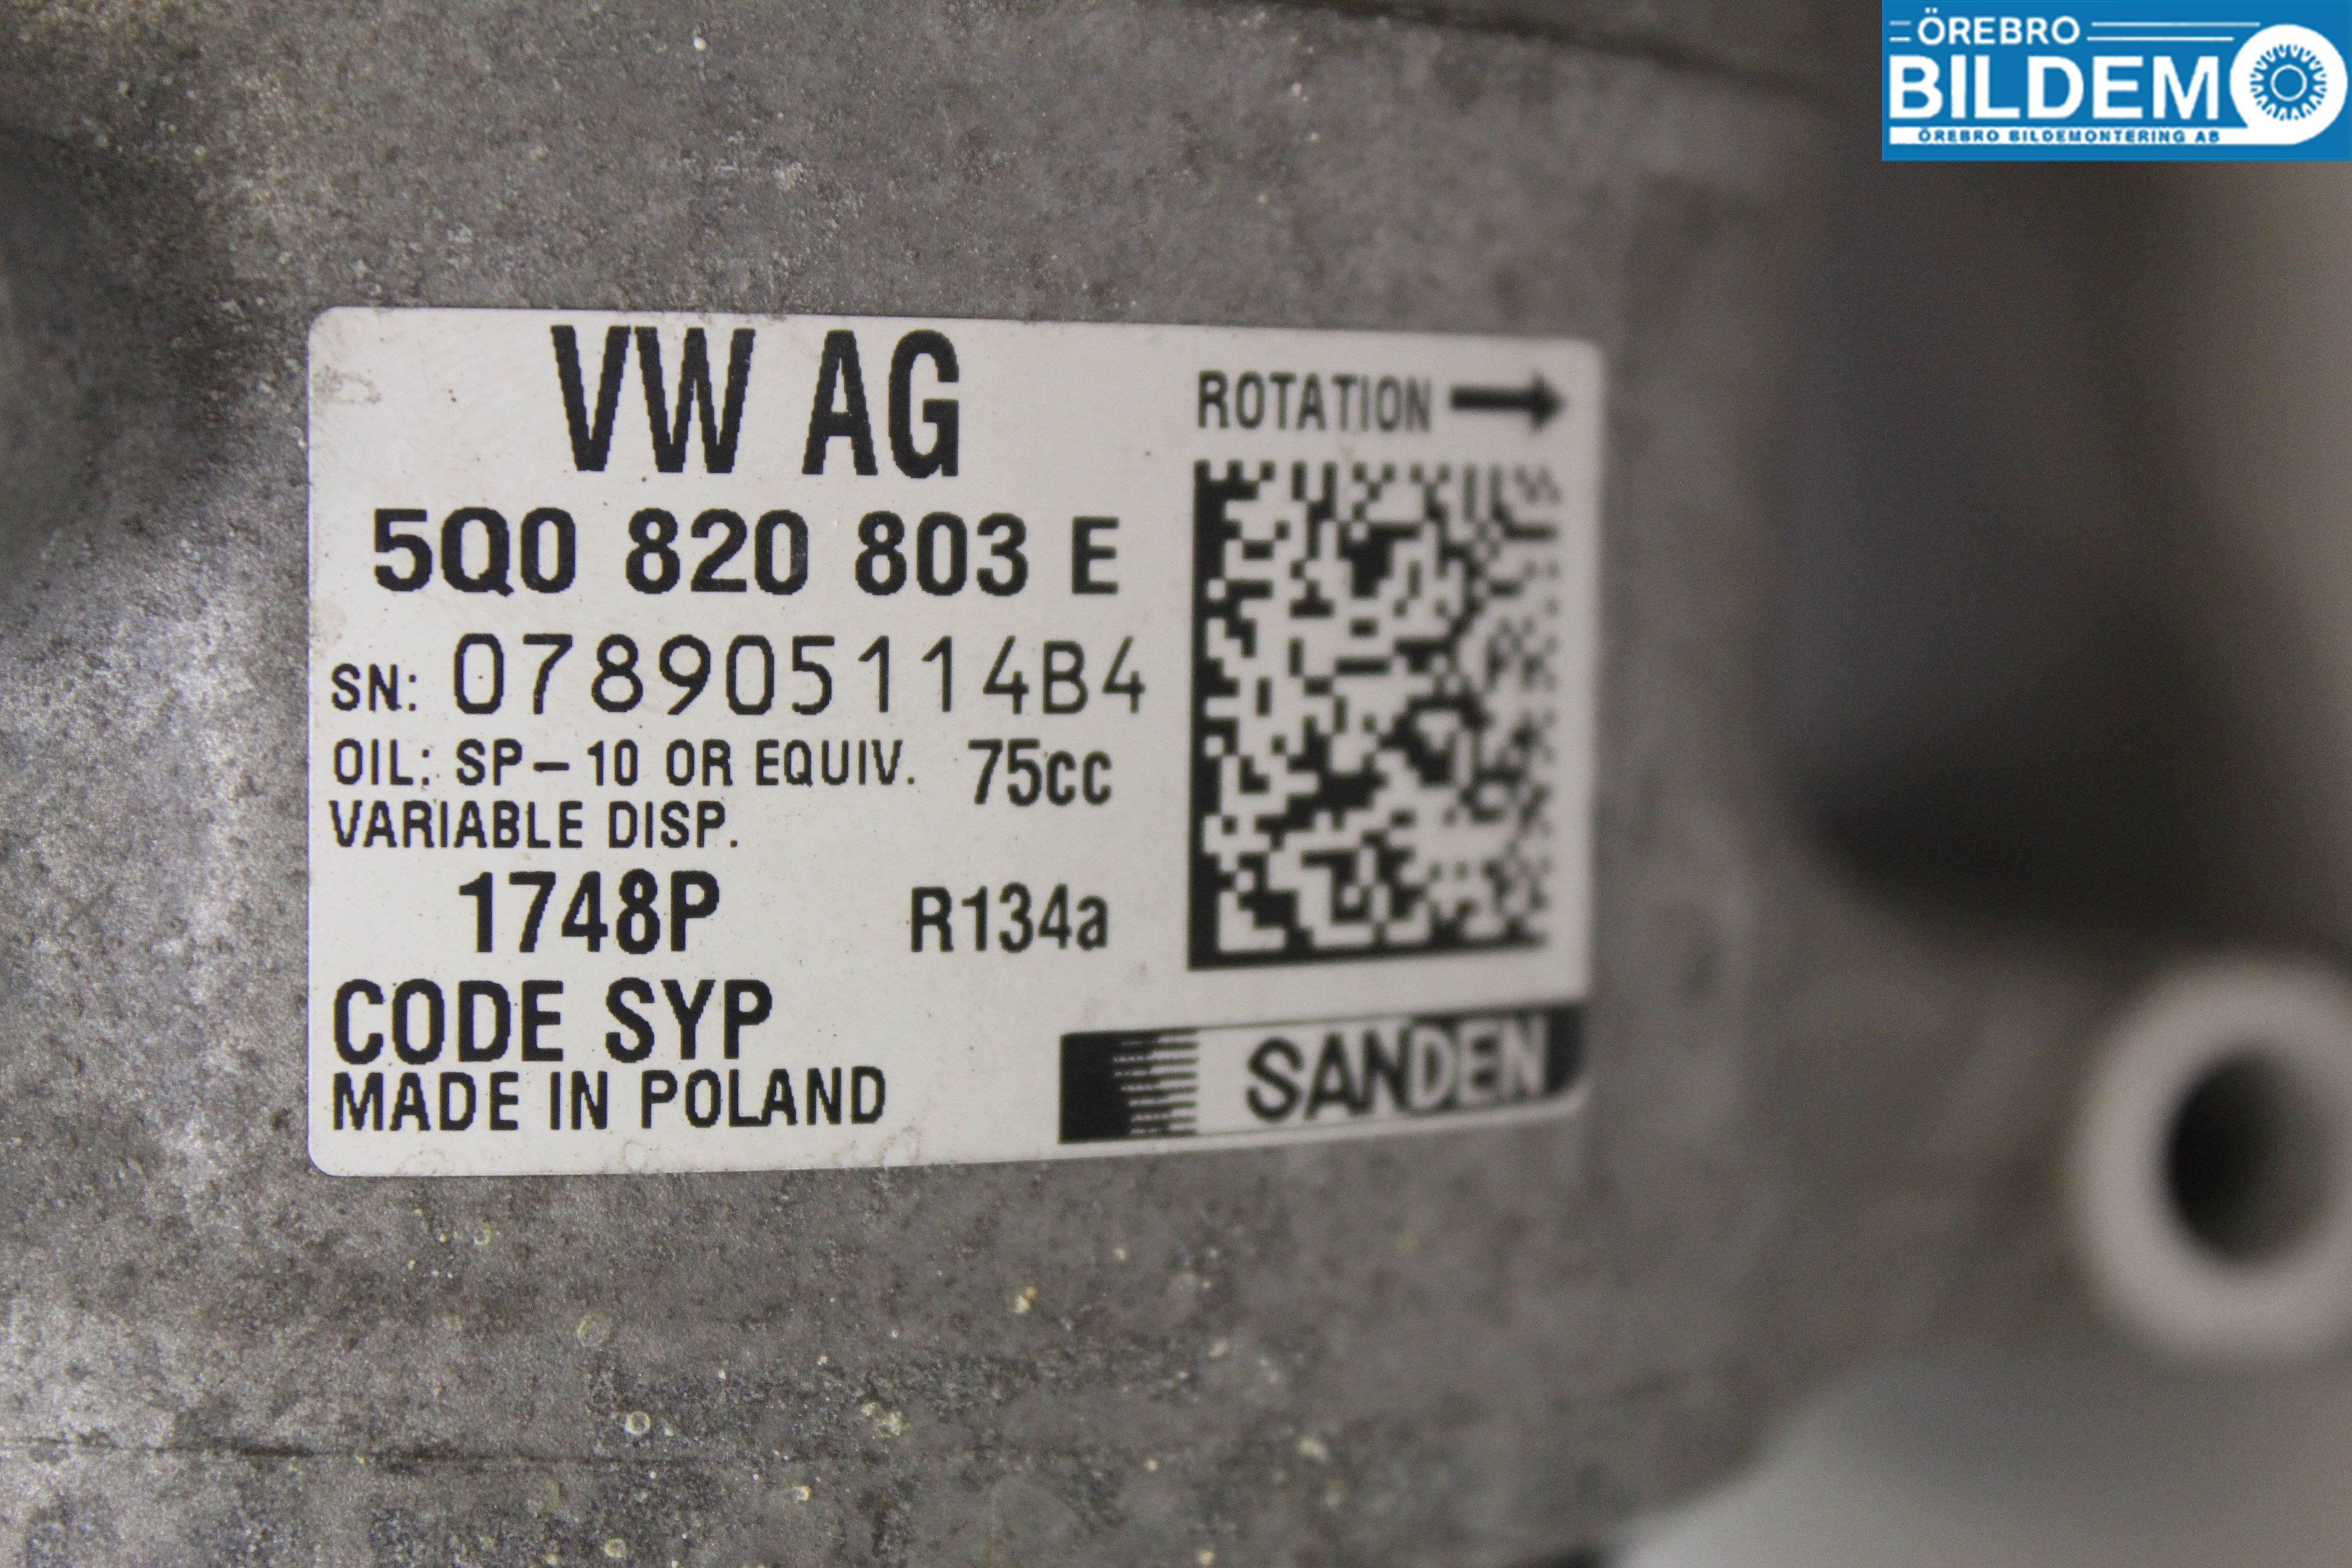 ÖREBRO
BILDEMO
ÖREBRO BILDEMONTERING AB
VW AG
ROTATION →
5Q0 820 803 E
SN: 078905114B4
OIL: SP-10 OR EQUIV. 75cc
VARIABLE DISP.
1748P R134a
CODE SYP
MADE IN POLAND
SANDEN